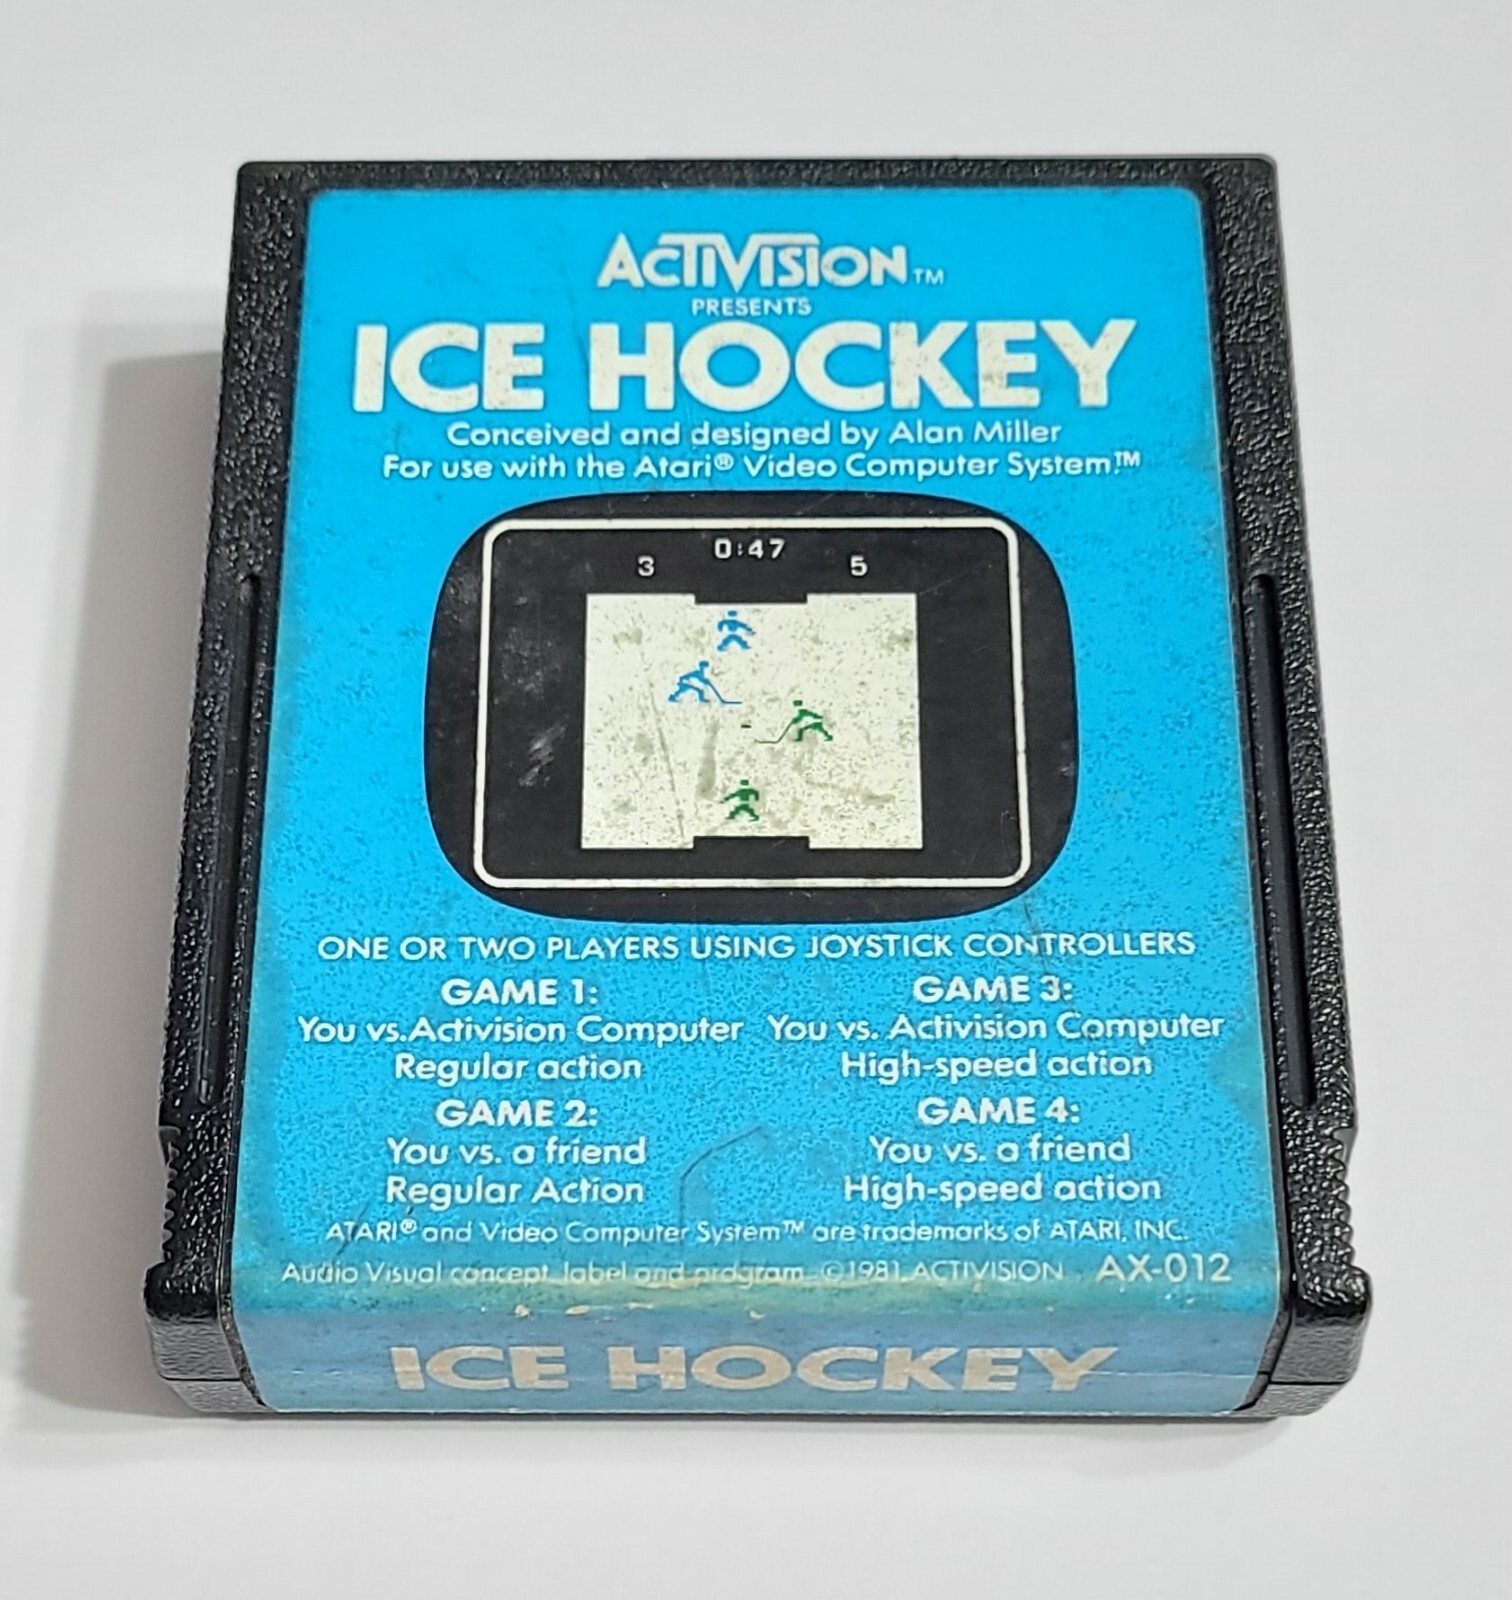 ACTIVISION™
PRESENTS
ICE HOCKEY
Conceived and designed by Alan Miller
For use with the Atari® Video Computer System.™
0:47
3 5
ONE OR TWO PLAYERS USING JOYSTICK CONTROLLERS
GAME 1:
You vs.Activision Computer
Regular action
GAME 2:
You vs. a friend
Regular Action
GAME 3:
You vs. Activision Computer
High-speed action
GAME 4:
You vs. a friend
High-speed action
ATARI® and Video Computer System™ are trademarks of ATARI, INC.
Audio Visual concept, label and program ©1981, ACTIVISION AX-012
ICE HOCKEY